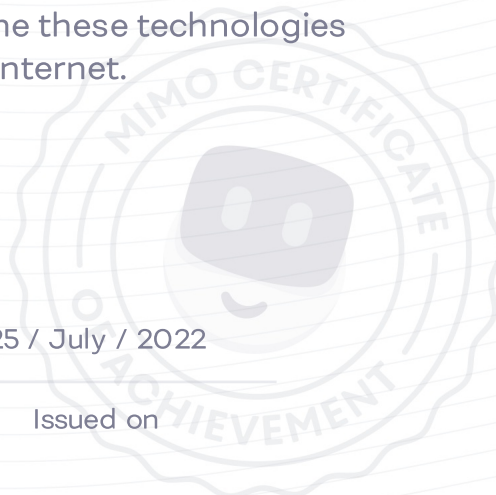 ne these technologies
nternet.
MIMO CERTIFICATE
OF ACHIEVEMENT
25 / July / 2022
Issued on